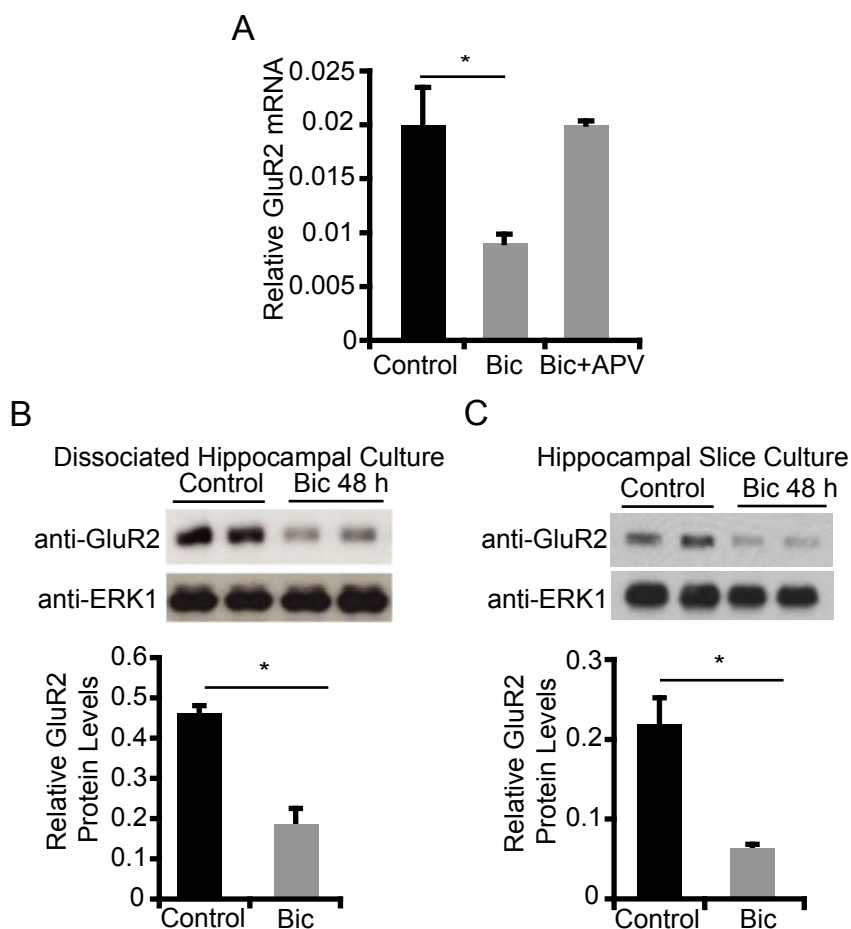 A
*
Relative GluR2 mRNA
0.025
0.02
0.015
0.01
0.005
0
Control Bic Bic+APV
B
Dissociated Hippocampal Culture
Control Bic 48 h
anti-GluR2
anti-ERK1
Relative GluR2
Protein Levels
0.6
0.5
0.4
0.3
0.2
0.1
0
*
Control Bic
C
Hippocampal Slice Culture
Control Bic 48 h
anti-GluR2
anti-ERK1
Relative GluR2
Protein Levels
0.3
0.2
0.1
0
*
Control Bic